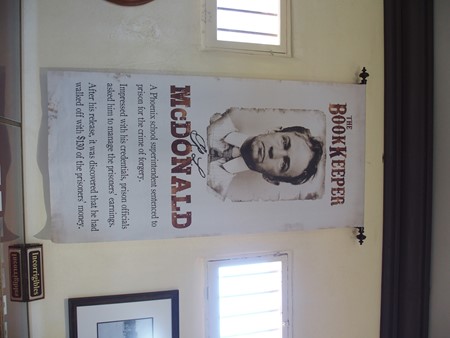 THE
BOOKKEEPER
MCDONALD
A Phoenix school superintendent sentenced to
prison for the crime of forgery.
Impressed with his credentials, prison officials
asked him to manage the prisoners' earnings.
After his release, it was discovered that he had
walked off with $130 of the prisoners' money.
Incorrigibles